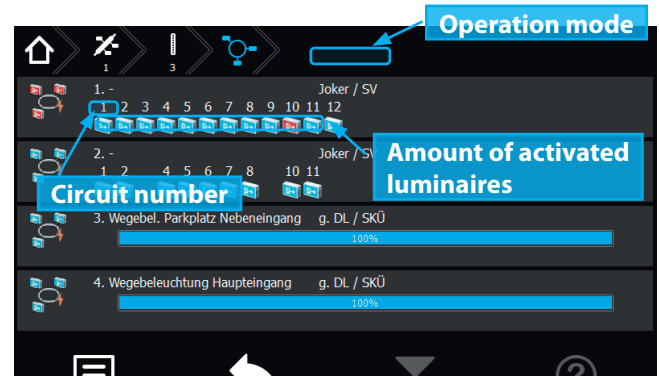 Operation mode
1
3
1. - Joker / SV
1 2 3 4 5 6 7 8 9 10 11 12
Amount of activated
luminaires
2. - Joker / SV
1 2 4 5 6 7 8 10 11
Circuit number
3. Wegebel. Parkplatz Nebeneingang g. DL / SKÜ
100%
4. Wegebeleuchtung Haupteingang g. DL / SKÜ
100%
?